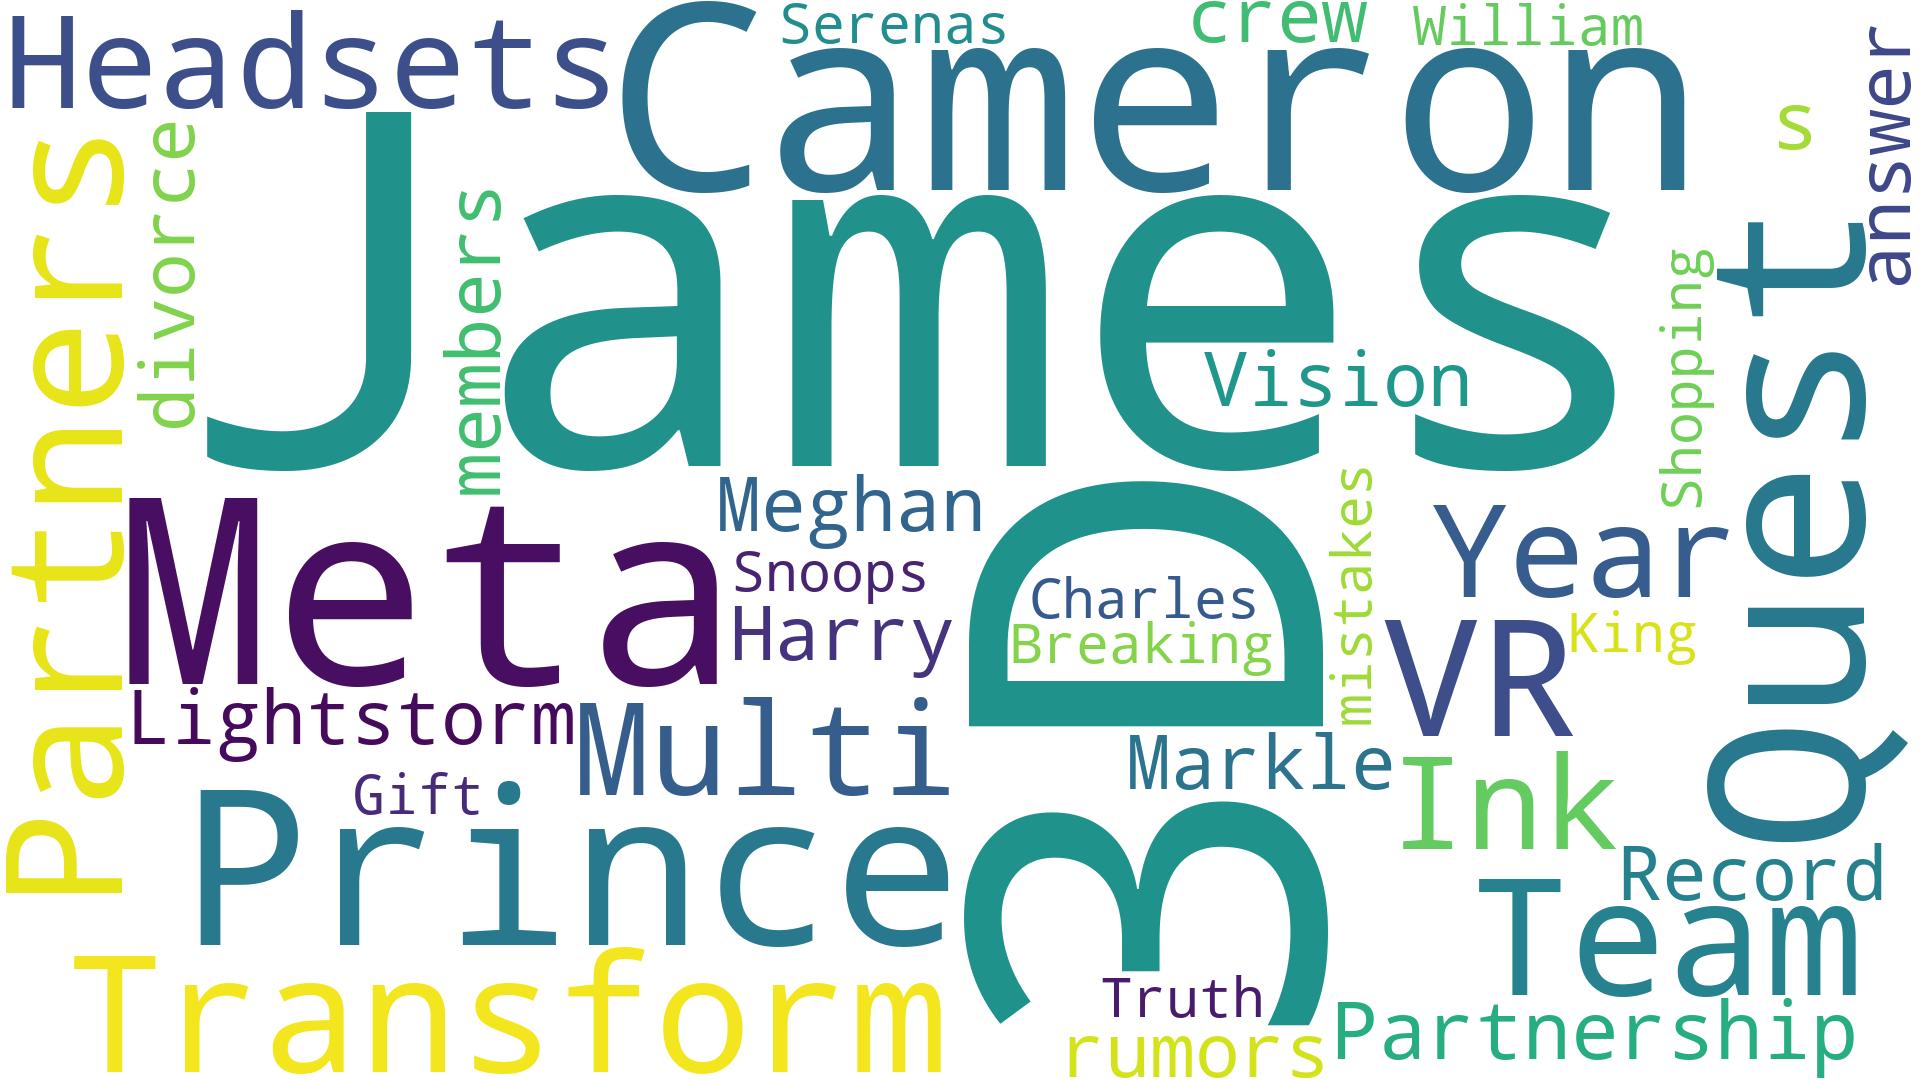 Headsets
Cameron
Serenas
crew
William
s
answer
Partners
divorce
members
James
Vision
Shopping
Quest
Meta
Meghan
Snoops
Harry
3D
Charles
Breaking
mistakes
Year
VR
King
Lightstorm
Multi
Markle
Ink
Gift
Prince
Record
Team
Transform
Truth
rumors
Partnership